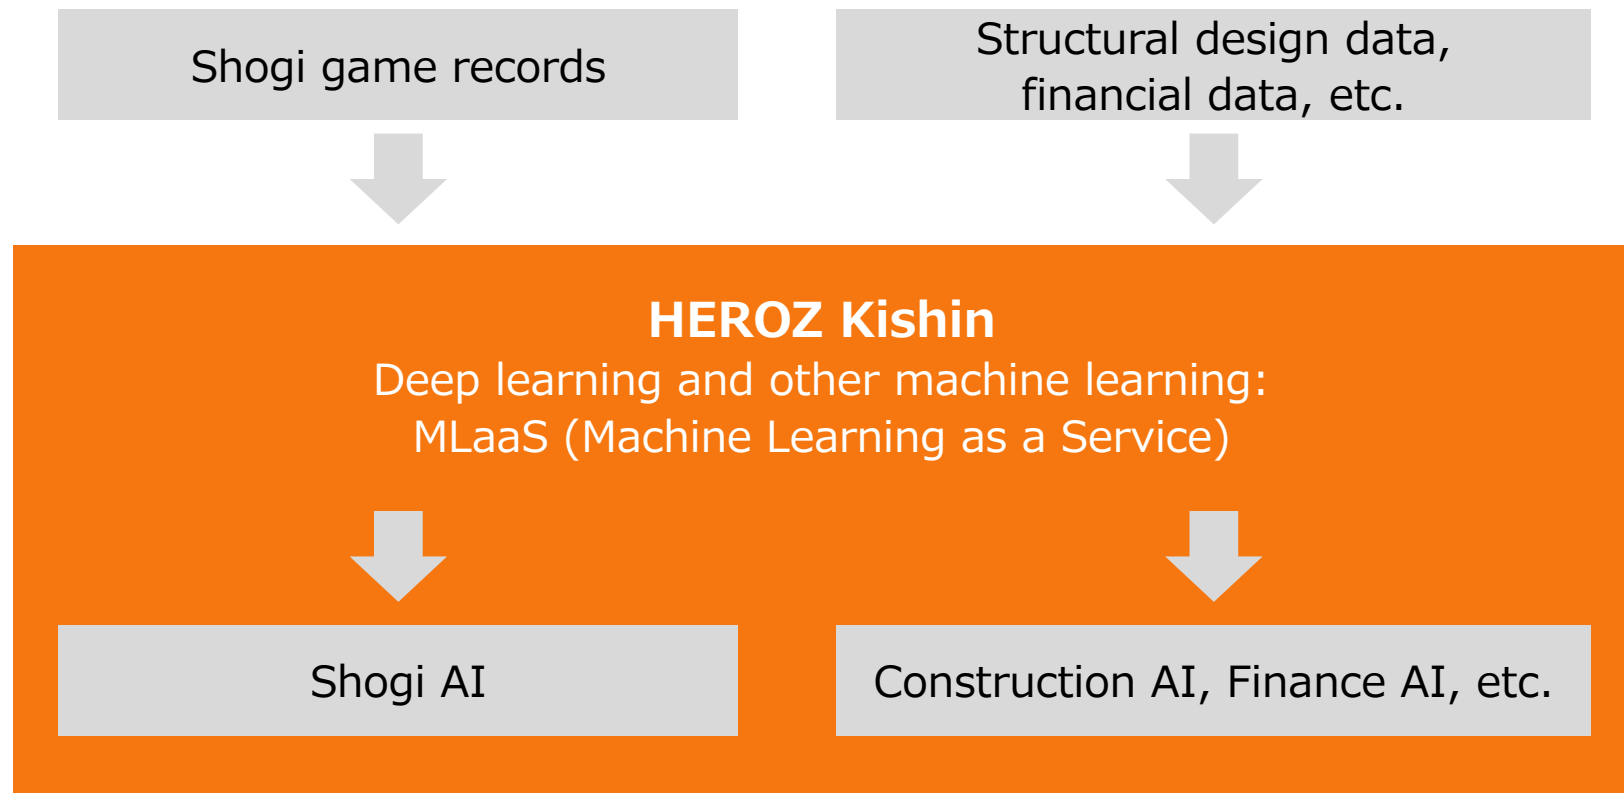 Shogi game records
Structural design data,
financial data, etc.
HEROZ Kishin
Deep learning and other machine learning:
MLaaS (Machine Learning as a Service)
Shogi AI
Construction AI, Finance AI, etc.